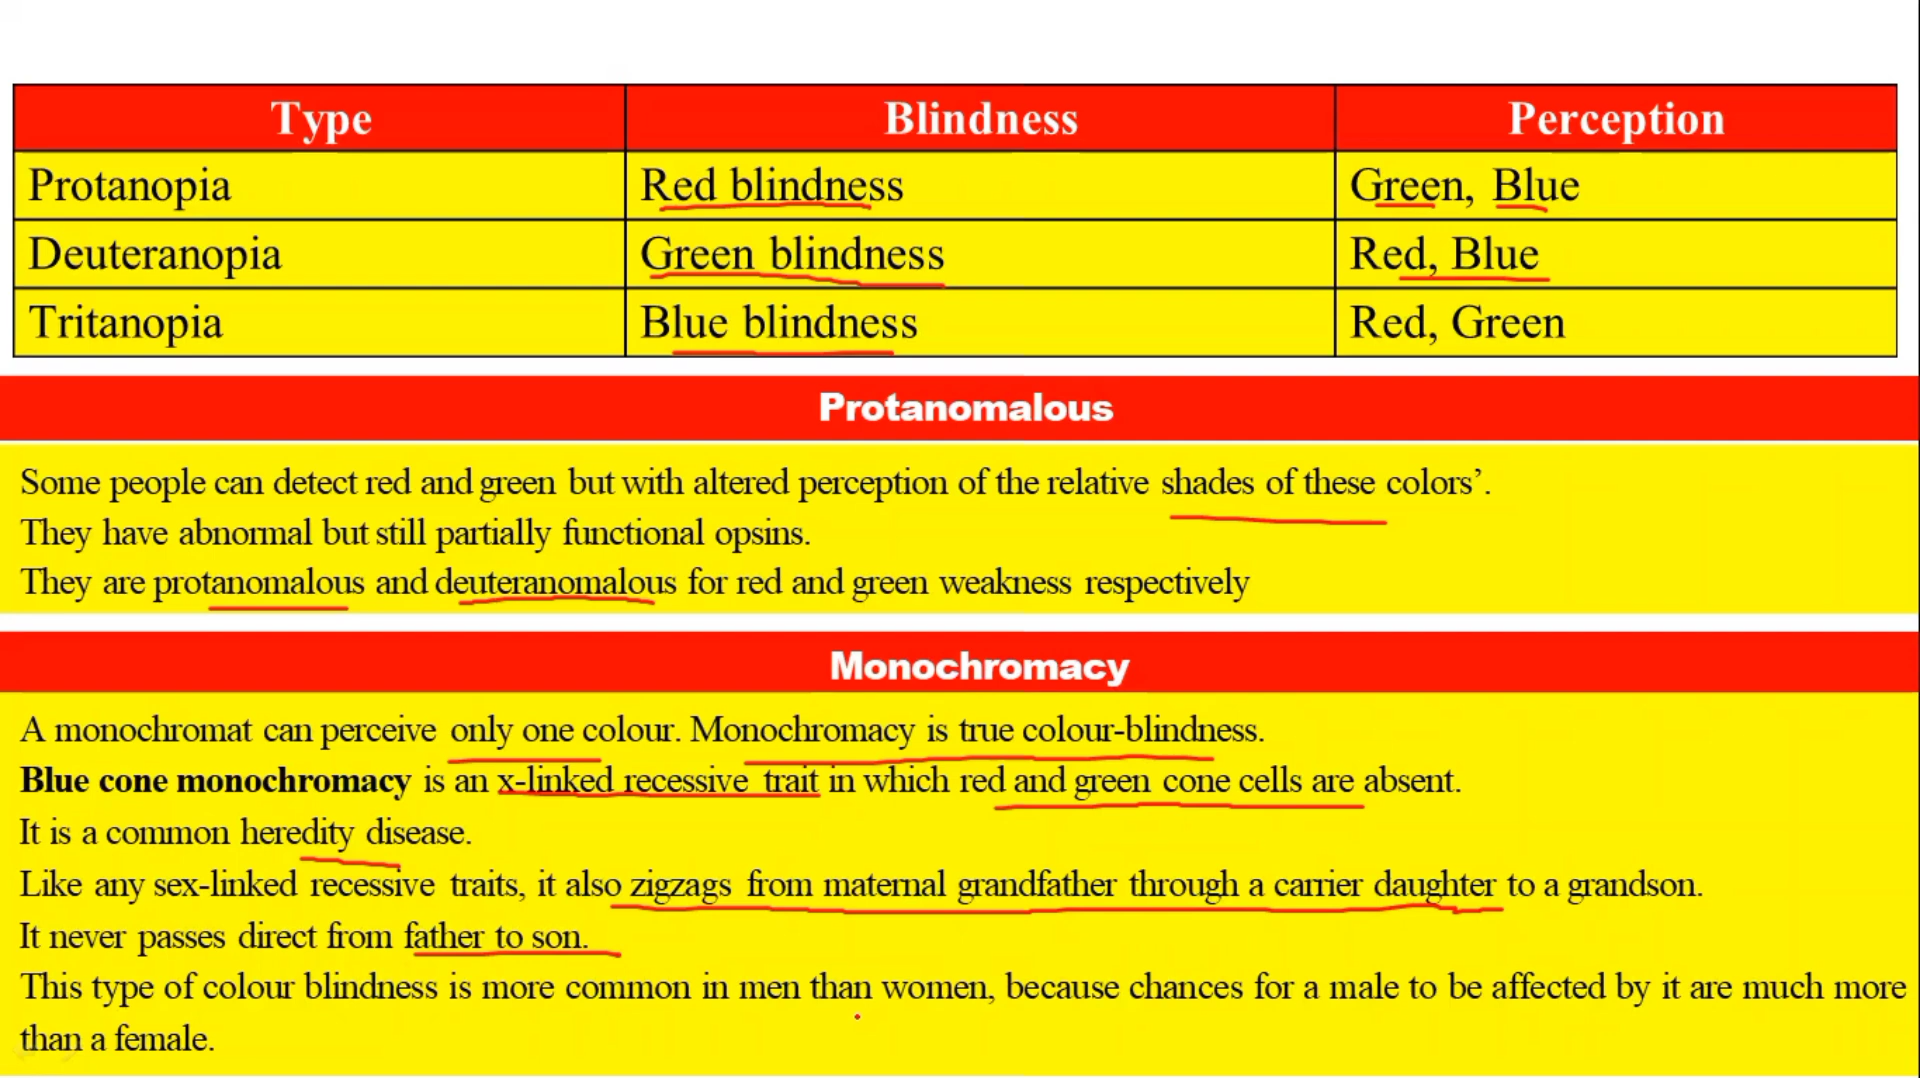 Type Blindness Perception
Protanopia Red blindness Green, Blue
Deuteranopia Green blindness Red, Blue
Tritanopia Blue blindness Red, Green
Protanomalous
Some people can detect red and green but with altered perception of the relative shades of these colors’.
They have abnormal but still partially functional opsins.
They are protanomalous and deuteranomalous for red and green weakness respectively
Monochromacy
A monochromat can perceive only one colour. Monochromacy is true colour-blindness.
Blue cone monochromacy is an x-linked recessive trait in which red and green cone cells are absent.
It is a common heredity disease.
Like any sex-linked recessive traits, it also zigzags from maternal grandfather through a carrier daughter to a grandson.
It never passes direct from father to son.
This type of colour blindness is more common in men than women, because chances for a male to be affected by it are much more
than a female.